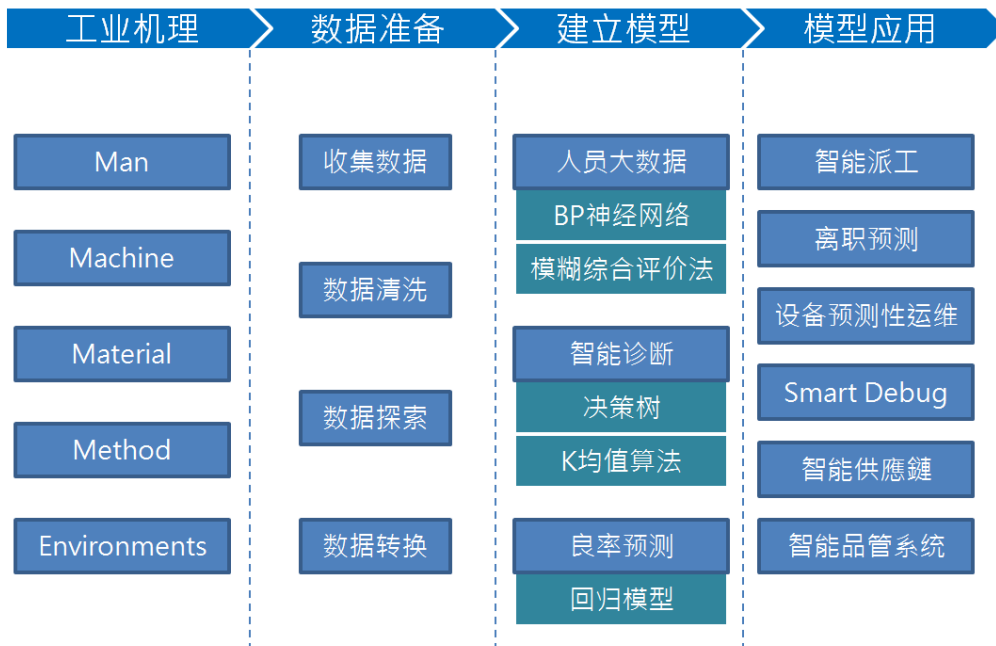 工业机理
数据准备
建立模型
模型应用
Man
Machine
Material
Method
Environments
收集数据
数据清洗
数据探索
数据转换
人员大数据
BP神经网络
模糊综合评价法
智能诊断
决策树
K均值算法
良率预测
回归模型
智能派工
离职预测
设备预测性运维
Smart Debug
智能供應鏈
智能品管系统